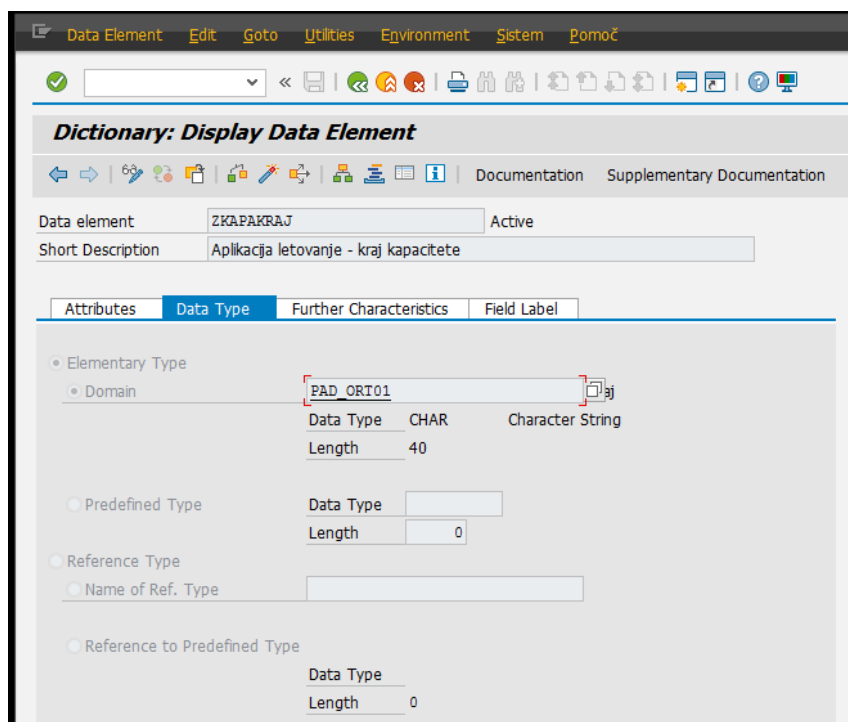 Data Element Edit Goto Utilities Environment Sistem Pomoč
Dictionary: Display Data Element
Documentation Supplementary Documentation
Data element ZKAPAKRAJ Active
Short Description Aplikacija letovanje - kraj kapacitete
Attributes Data Type Further Characteristics Field Label
Elementary Type
Domain PAD_ORT01
Data Type CHAR Character String
Length 40
Predefined Type Data Type
Length 0
Reference Type
Name of Ref. Type
Reference to Predefined Type
Data Type
Length 0